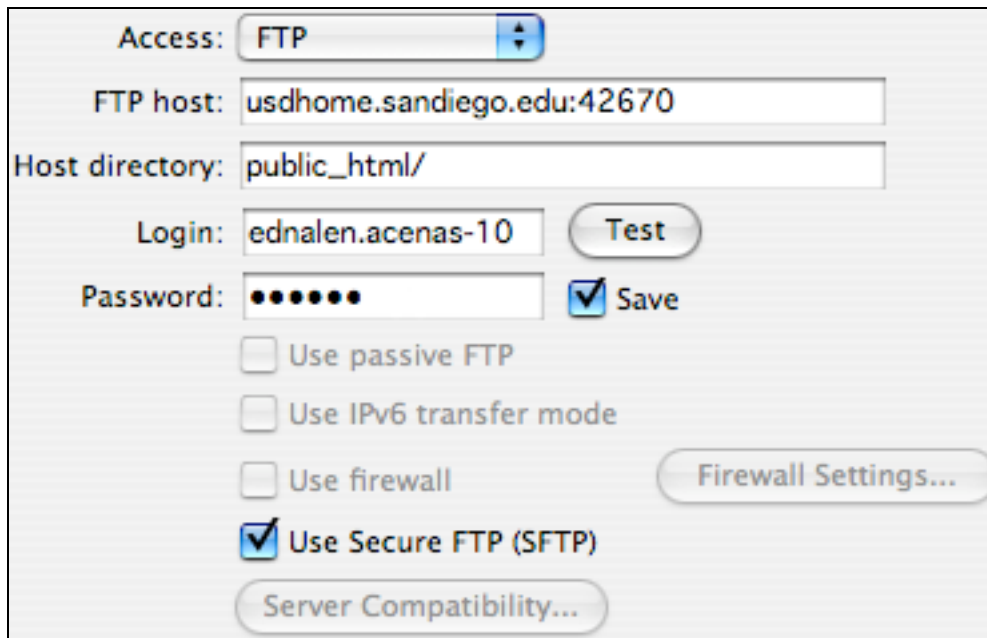 Access: FTP
FTP host: usdhome.sandiego.edu:42670
Host directory: public_html/
Login: ednalen.acenas-10 Test
Password: •••••• Save
Use passive FTP
Use IPv6 transfer mode
Use firewall Firewall Settings...
Use Secure FTP (SFTP)
Server Compatibility...